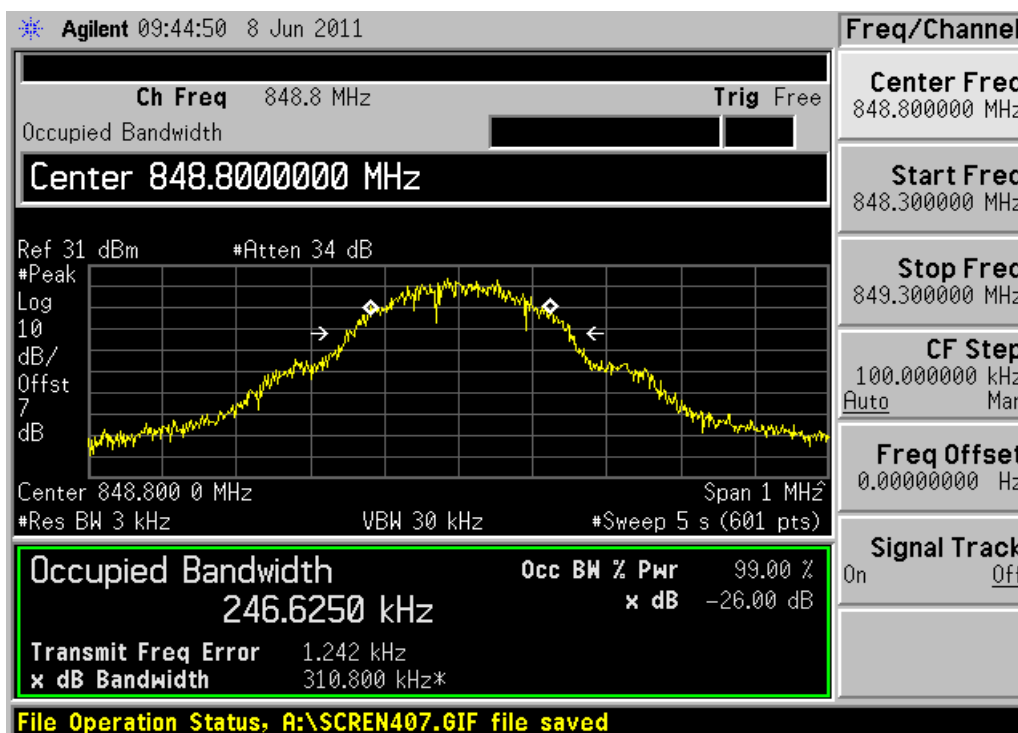 Agilent 09:44:50 8 Jun 2011
Freq/Channel
Ch Freq 848.8 MHz
Trig Free
Occupied Bandwidth
Center 848.8000000 MHz
Ref 31 dBm
#Atten 34 dB
#Peak
Log
10
dB/
Offst
7
dB
Center 848.800 0 MHz
Span 1 MHz^
#Res BW 3 kHz
VBW 30 kHz
#Sweep 5 s (601 pts)
Occupied Bandwidth
246.6250 kHz
Occ BW % Pwr 99.00 %
x dB -26.00 dB
Transmit Freq Error 1.242 kHz
x dB Bandwidth 310.800 kHz*
Center Freq
848.800000 MHz
Start Freq
848.300000 MHz
Stop Freq
849.300000 MHz
CF Step
100.000000 kHz
Auto Man
Freq Offset
0.00000000 Hz
Signal Track
On Off
File Operation Status, A:\SCREN407.GIF file saved